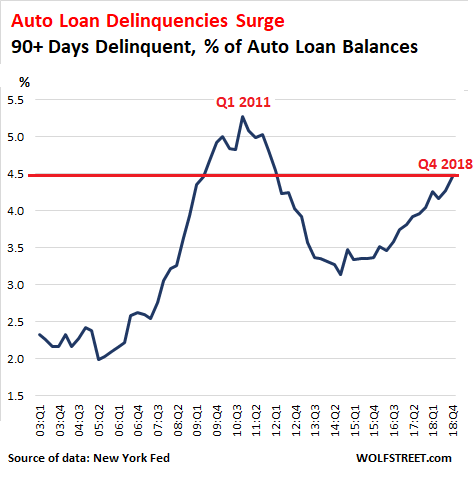 Auto Loan Delinquencies Surge
90+ Days Delinquent, % of Auto Loan Balances
%
Q1 2011
Q4 2018
5.5
5.0
4.5
4.0
3.5
3.0
2.5
2.0
1.5
03:Q1
03:Q4
04:Q3
05:Q2
06:Q1
06:Q4
07:Q3
08:Q2
09:Q1
09:Q4
10:Q3
11:Q2
12:Q1
12:Q4
13:Q3
14:Q2
15:Q1
15:Q4
16:Q3
17:Q2
18:Q1
18:Q4
Source of data: New York Fed
WOLFSTREET.com